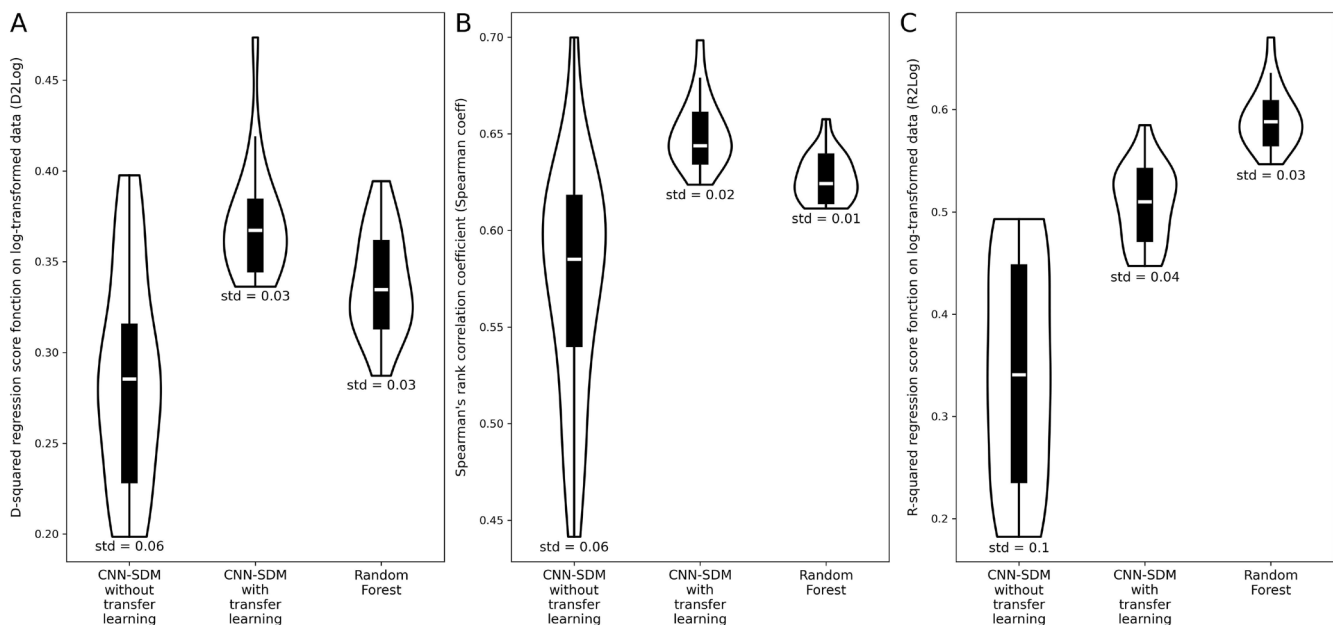 A
D-squared regression score fonction on log-transformed data (D2Log)
0.45
0.40
0.35
0.30
0.25
0.20
std = 0.06
std = 0.03
std = 0.03
CNN-SDM
without
transfer
learning
CNN-SDM
with
transfer
learning
Random
Forest
B
Spearman's rank correlation coefficient (Spearman coeff)
0.70
0.65
0.60
0.55
0.50
0.45
std = 0.06
std = 0.02
std = 0.01
CNN-SDM
without
transfer
learning
CNN-SDM
with
transfer
learning
Random
Forest
C
R-squared regression score fonction on log-transformed data (R2Log)
0.6
0.5
0.4
0.3
0.2
std = 0.1
std = 0.04
std = 0.03
CNN-SDM
without
transfer
learning
CNN-SDM
with
transfer
learning
Random
Forest